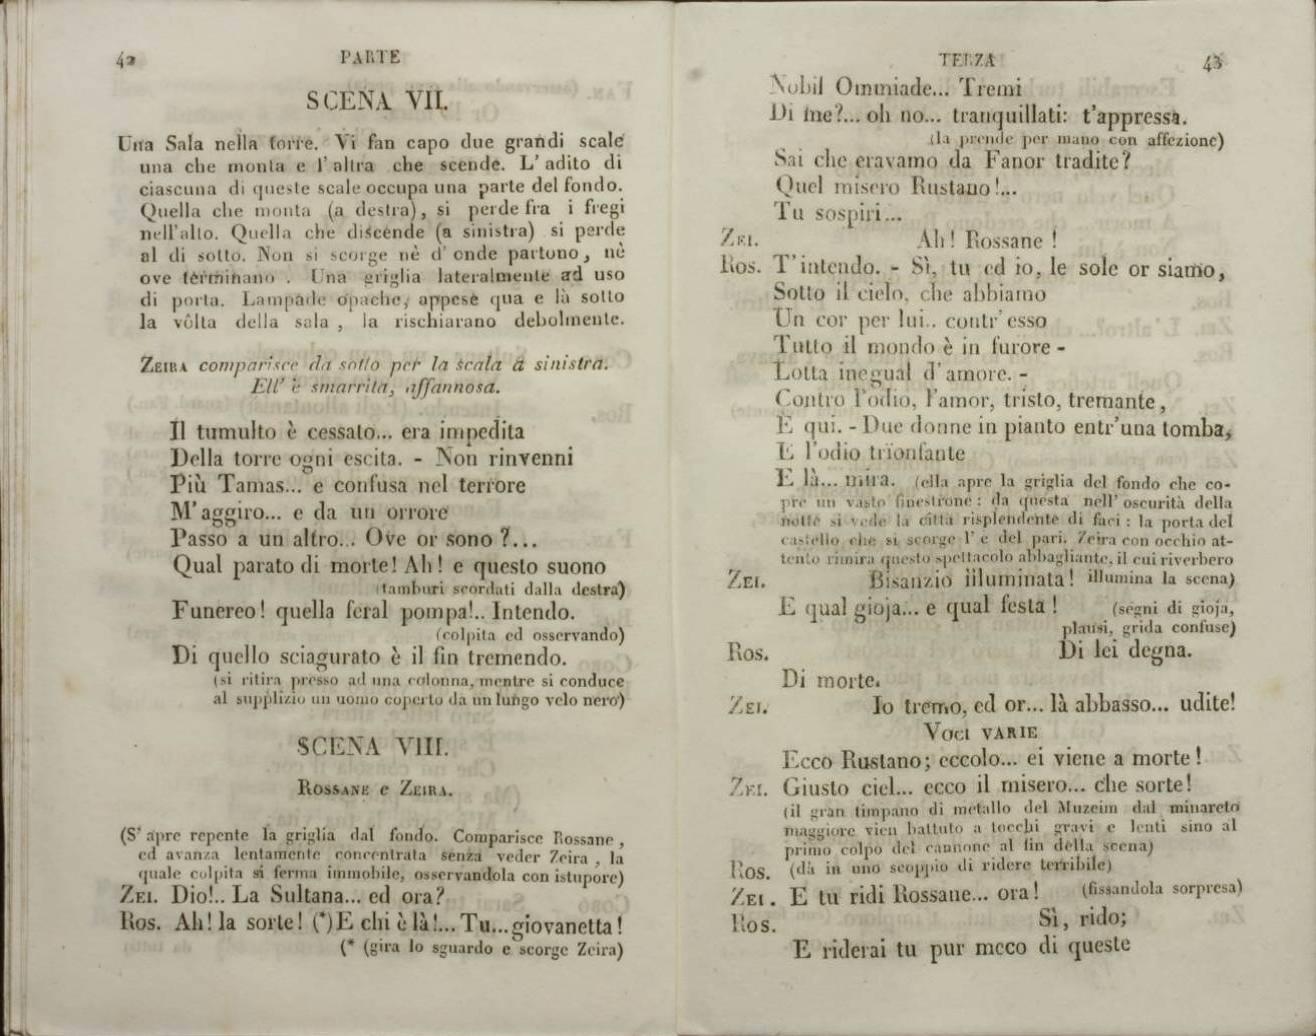 42
PARTE
SCENA VII.
Una Sala nella torre. Vi fan capo due grandi scale
una che monta e l'altra che scende. L'adito di
ciascuna di queste scale occupa una parte del fondo.
Quella che monta (a destra), si perde fra i fregi
nell'alto. Quella che discende (a sinistra) si perde
al di sotto. Non si scorge nè d'onde partono, nè
ove terminano. Una griglia lateralmente ad uso
di porta. Lampade opache, appese qua e là sotto
la vôlta della sala, la rischiarano debolmente.
ZEIRA comparisce da sotto per la scala a sinistra.
Ell' è smarrita, affannosa.
Il tumulto è cessato... era impedita
Della torre ogni escita. - Non rinvenni
Più Tamas... e confusa nel terrore
M'aggiro... e da un orrore
Passo a un altro... Ove or sono ?...
Qual parato di morte! Ah! e questo suono
(tamburi scordati dalla destra)
Funereo! quella feral pompa!.. Intendo.
(colpita ed osservando)
Di quello sciagurato è il fin tremendo.
(si ritira presso ad una colonna, mentre si conduce
al supplizio un uomo coperto da un lungo velo nero)
SCENA VIII.
ROSSANE e ZEIRA.
(S'apre repente la griglia dal fondo. Comparisce Rossane,
ed avanza lentamente concentrata senza veder Zeira, la
quale colpita si ferma immobile, osservandola con istupore)
ZEI. Dio!.. La Sultana... ed ora?
Ros. Ah! la sorte! (*) E chi è là!... Tu... giovanetta!
(* (gira lo sguardo e scorge Zeira)
TERZA
43
Nobil Ommiade... Tremi
Di me?... oh no... tranquillati: t'appressa.
(la prende per mano con affezione)
Sai che eravamo da Fanor tradite?
Quel misero Rustano!...
Tu sospiri...
ZEI. Ah! Rossane !
Ros. T'intendo. - Sì, tu ed io, le sole or siamo,
Sotto il cielo, che abbiamo
Un cor per lui.. contr'esso
Tutto il mondo è in furore -
Lotta inegual d'amore. -
Contro l'odio, l'amor, tristo, tremante,
È qui. - Due donne in pianto entr'una tomba,
E l'odio trionfante
È là... mira. (ella apre la griglia del fondo che co-
pre un vasto finestrone: da questa nell'oscurità della
notte si vede la città risplendente di faci: la porta del
castello che si scorge l'è del pari. Zeira con occhio at-
tento rimira questo spettacolo abbagliante, il cui riverbero
ZEI. Bisanzio illuminata! illumina la scena)
E qual gioja... e qual festa ! (segni di gioja,
plausi, grida confuse)
Ros. Di lei degna.
Di morte.
ZEI. Io tremo, ed or... là abbasso... udite!
VOCI VARIE
Ecco Rustano; eccolo... ei viene a morte!
ZEI. Giusto ciel... ecco il misero... che sorte!
(il gran timpano di metallo del Muzeim dal minareto
maggiore vien battuto a tocchi gravi e lenti sino al
primo colpo del cannone al fin della scena)
Ros. (dà in uno scoppio di ridere terribile)
ZEI. E tu ridi Rossane... ora! (fissandola sorpresa)
Ros. Sì, rido;
E riderai tu pur meco di queste